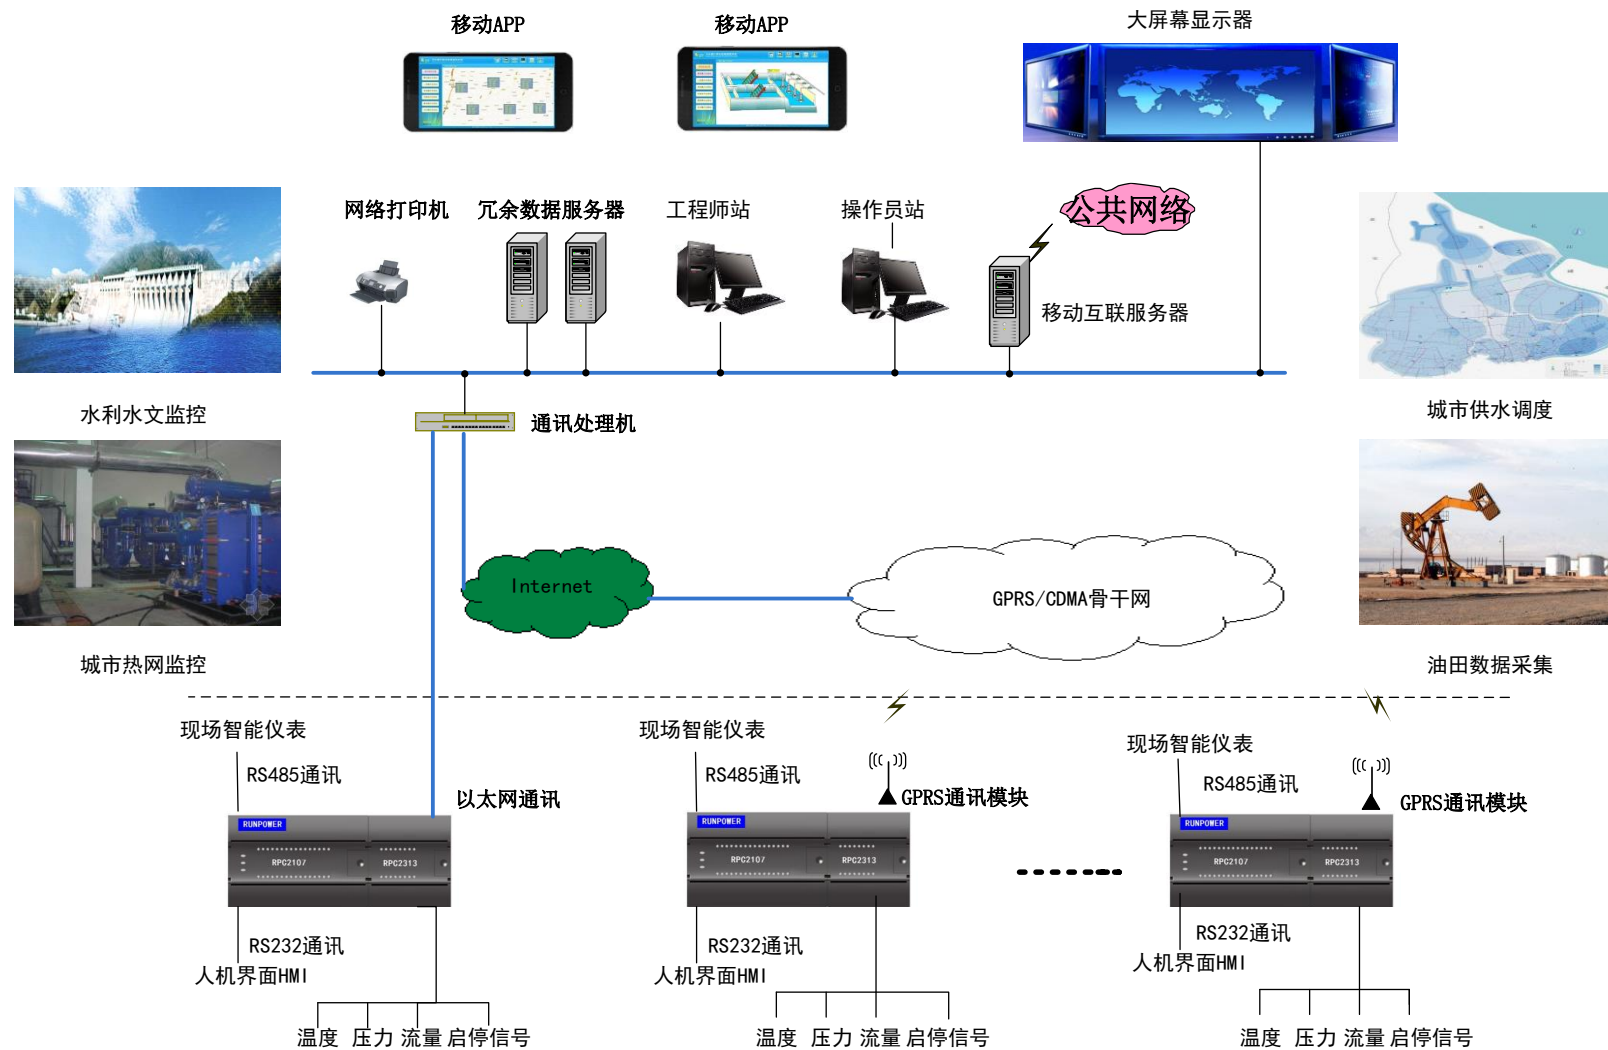 移动APP
移动APP
大屏幕显示器
网络打印机
冗余数据服务器
工程师站
操作员站
公共网络
移动互联服务器
水利水文监控
通讯处理机
城市供水调度
Internet
GPRS/CDMA骨干网
城市热网监控
油田数据采集
现场智能仪表
现场智能仪表
现场智能仪表
RS485通讯
RS485通讯
RS485通讯
以太网通讯
GPRS通讯模块
GPRS通讯模块
RUNPOWER
RPC2107
RPC2313
RUNPOWER
RPC2107
RPC2313
RUNPOWER
RPC2107
RPC2313
RS232通讯
RS232通讯
RS232通讯
人机界面HMI
人机界面HMI
人机界面HMI
温度 压力 流量 启停信号
温度 压力 流量 启停信号
温度 压力 流量 启停信号